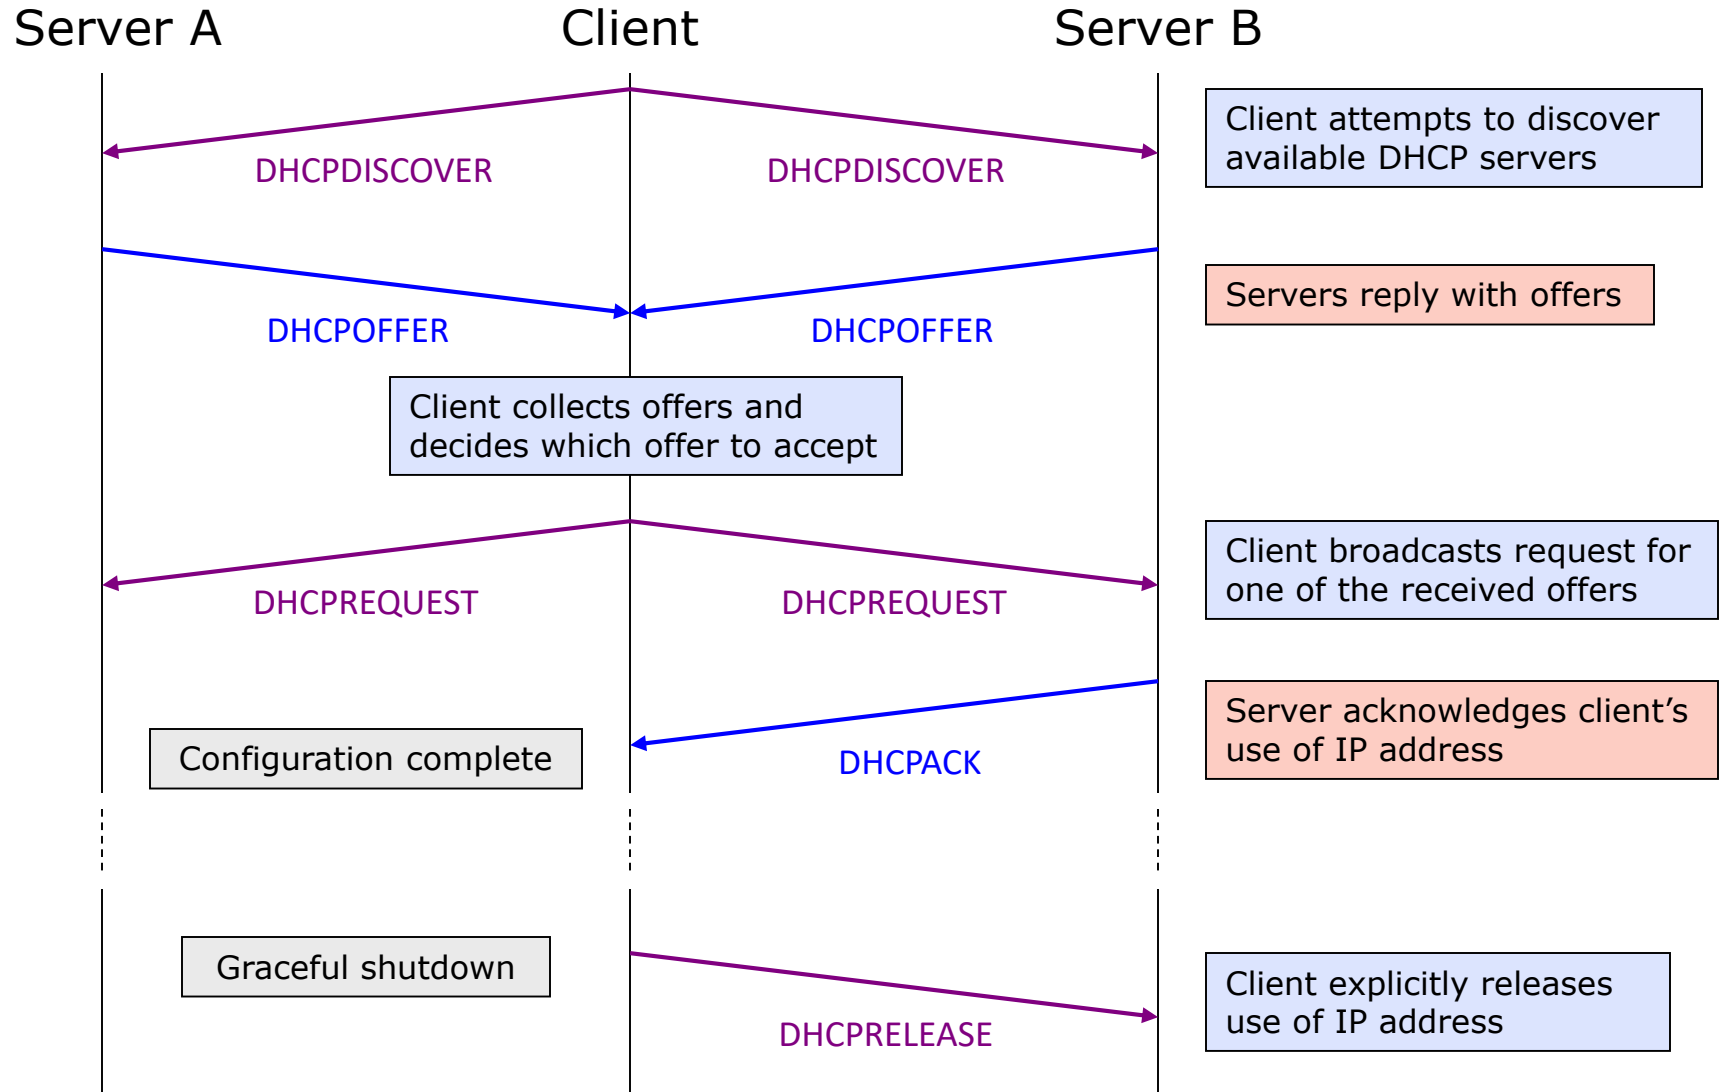 Server A
Client
Server B
Client attempts to discover
available DHCP servers
DHCPDISCOVER
DHCPDISCOVER
Servers reply with offers
DHCPOFFER
DHCPOFFER
Client collects offers and
decides which offer to accept
Client broadcasts request for
one of the received offers
DHCPREQUEST
DHCPREQUEST
Server acknowledges client’s
use of IP address
Configuration complete
DHCPACK
Graceful shutdown
Client explicitly releases
use of IP address
DHCPRELEASE